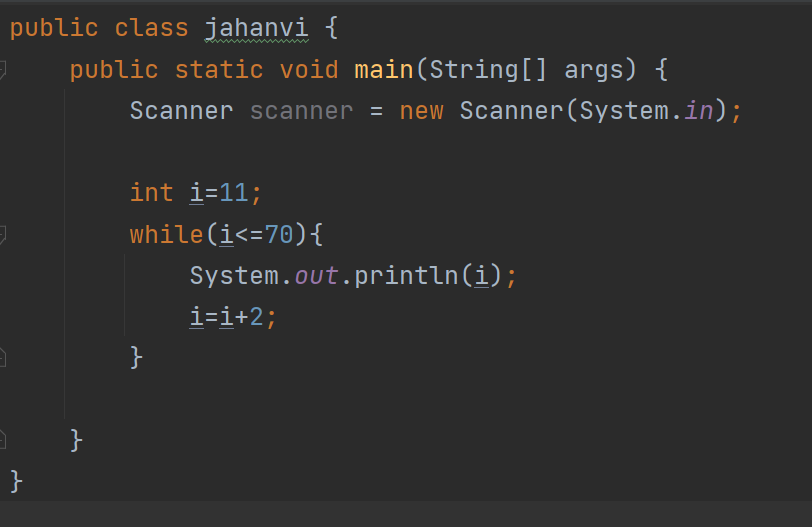 public class jahanvi {
public static void main(String[] args) {
Scanner scanner = new Scanner(System.in);
int i=11;
while(i<=70){
System.out.println(i);
i=i+2;
}
}
}